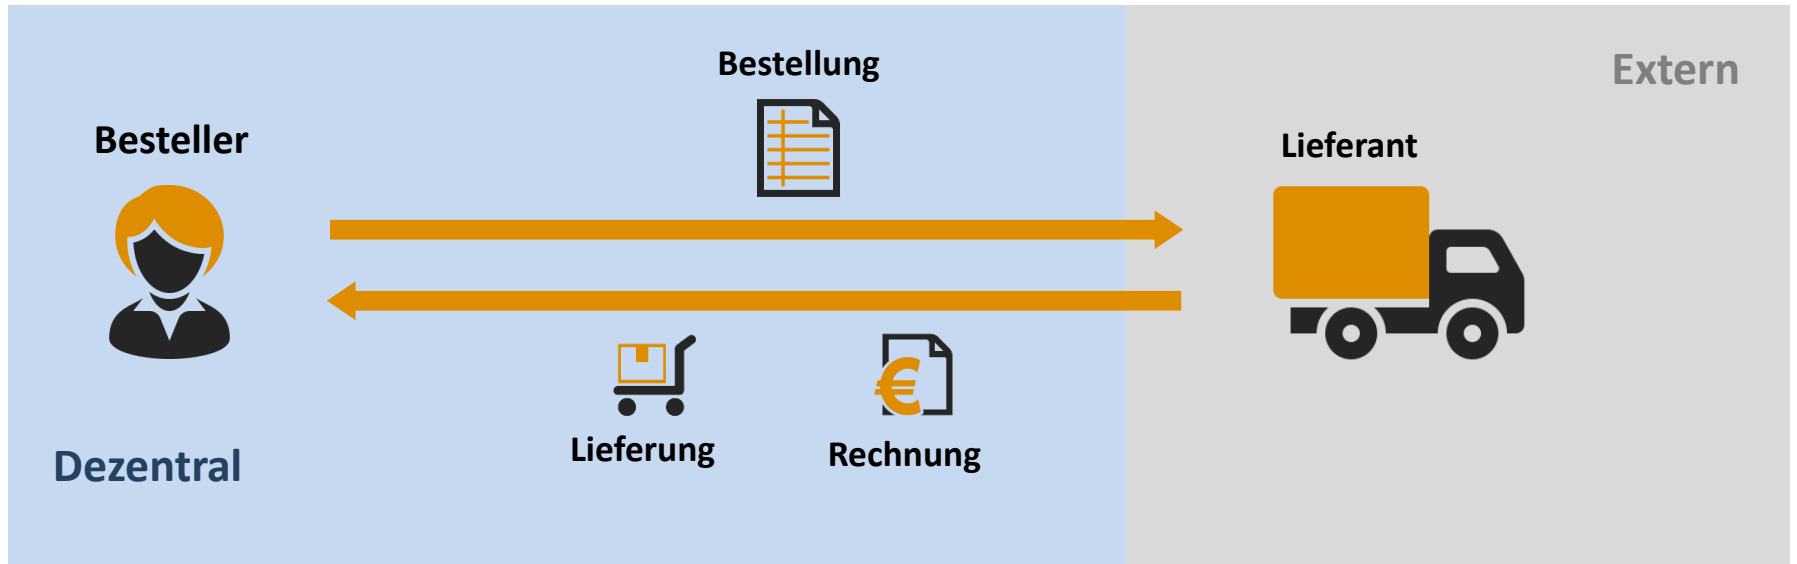 Bestellung
Extern
Besteller
Lieferant
Lieferung
Rechnung
Dezentral